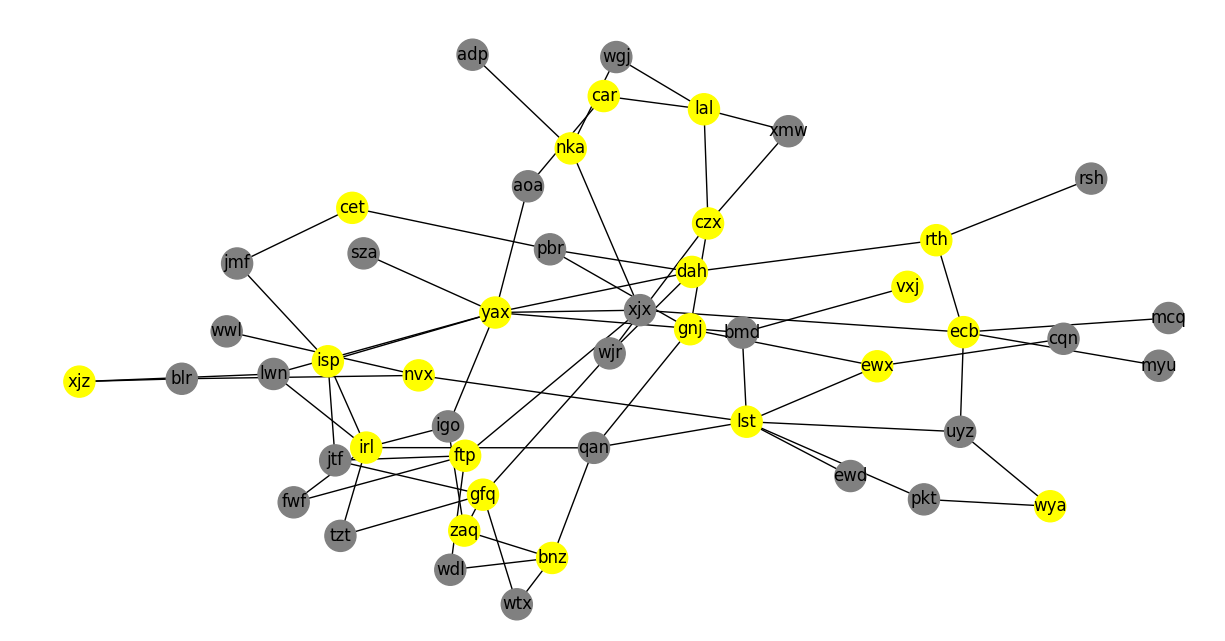 adp
wgj
car
lal
xmw
nka
aoa
rsh
cet
czx
rth
sza
pbr
jmf
dah
vxj
yax
xjx
mcq
wwl
gnj
bmd
ecb
cqn
wjr
isp
myu
ewx
xjz
blr
lwn
nvx
lst
igo
uyz
irl
qan
ftp
jtf
ewd
gfq
fwf
pkt
wya
zaq
tzt
bnz
wdl
wtx